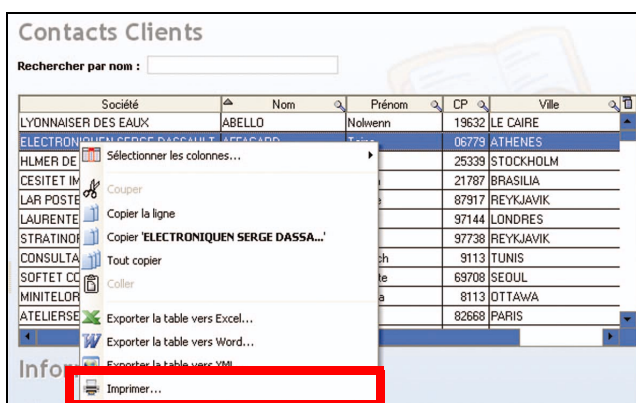 Contacts Clients
Rechercher par nom :
Société Nom Prénom CP Ville
LYONNAISER DES EAUX ABELLO Nolwenn 19632 LE CAIRE
ELECTRONIQUEN SERGE DASSAULT AFFAGARD 06779 ATHENES
HLMER DE 25339 STOCKHOLM
CESITET IM 21787 BRASILIA
LAR POSTE 87917 REYKJAVIK
LAURENTE 97144 LONDRES
STRATINOF 97738 REYKJAVIK
CONSULTA ch 9113 TUNIS
SOFTET CO te 69708 SEOUL
MINITELOR a 8113 OTTAWA
ATELIERSE 82668 PARIS
Sélectionner les colonnes...
Couper
Copier la ligne
Copier 'ELECTRONIQUEN SERGE DASSA...'
Tout copier
Coller
Exporter la table vers Excel...
Exporter la table vers Word...
Exporter la table vers XML
Imprimer...
Infor